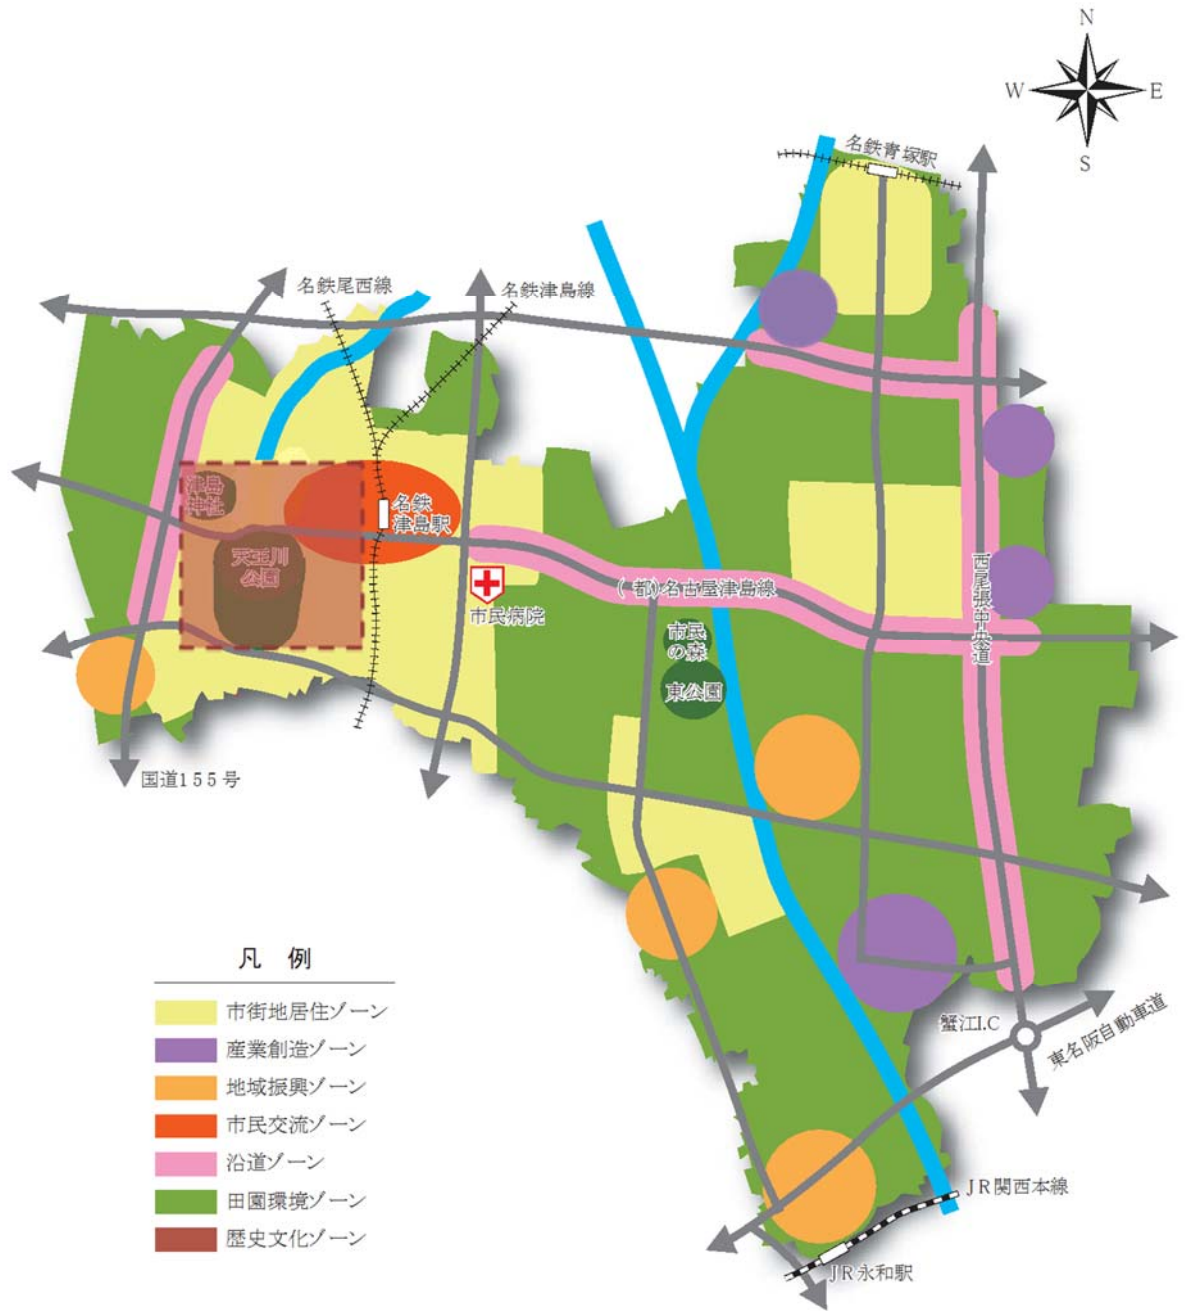 N
W
E
S
名鉄青塚駅
名鉄尾西線
名鉄津島線
津島
神社
名鉄
津島駅
天王川
公園
(都)名古屋津島線
西尾張中央道
市民病院
市民
の森
東公園
国道155号
凡 例
市街地居住ゾーン
産業創造ゾーン
地域振興ゾーン
市民交流ゾーン
沿道ゾーン
田園環境ゾーン
歴史文化ゾーン
蟹江I.C
東名阪自動車道
JR関西本線
JR永和駅